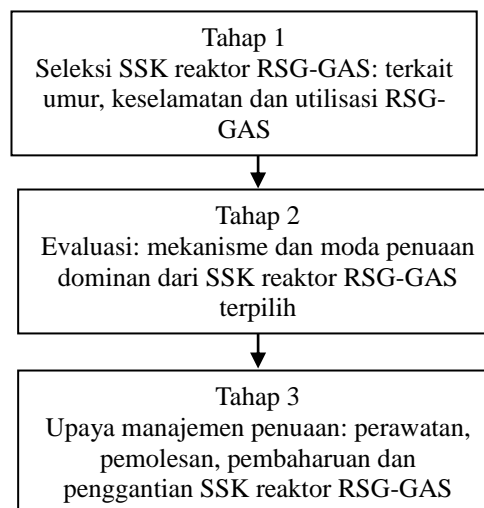 Tahap 1
Seleksi SSK reaktor RSG-GAS: terkait
umur, keselamatan dan utilisasi RSG-
GAS
Tahap 2
Evaluasi: mekanisme dan moda penuaan
dominan dari SSK reaktor RSG-GAS
terpilih
Tahap 3
Upaya manajemen penuaan: perawatan,
pemolesan, pembaharuan dan
penggantian SSK reaktor RSG-GAS